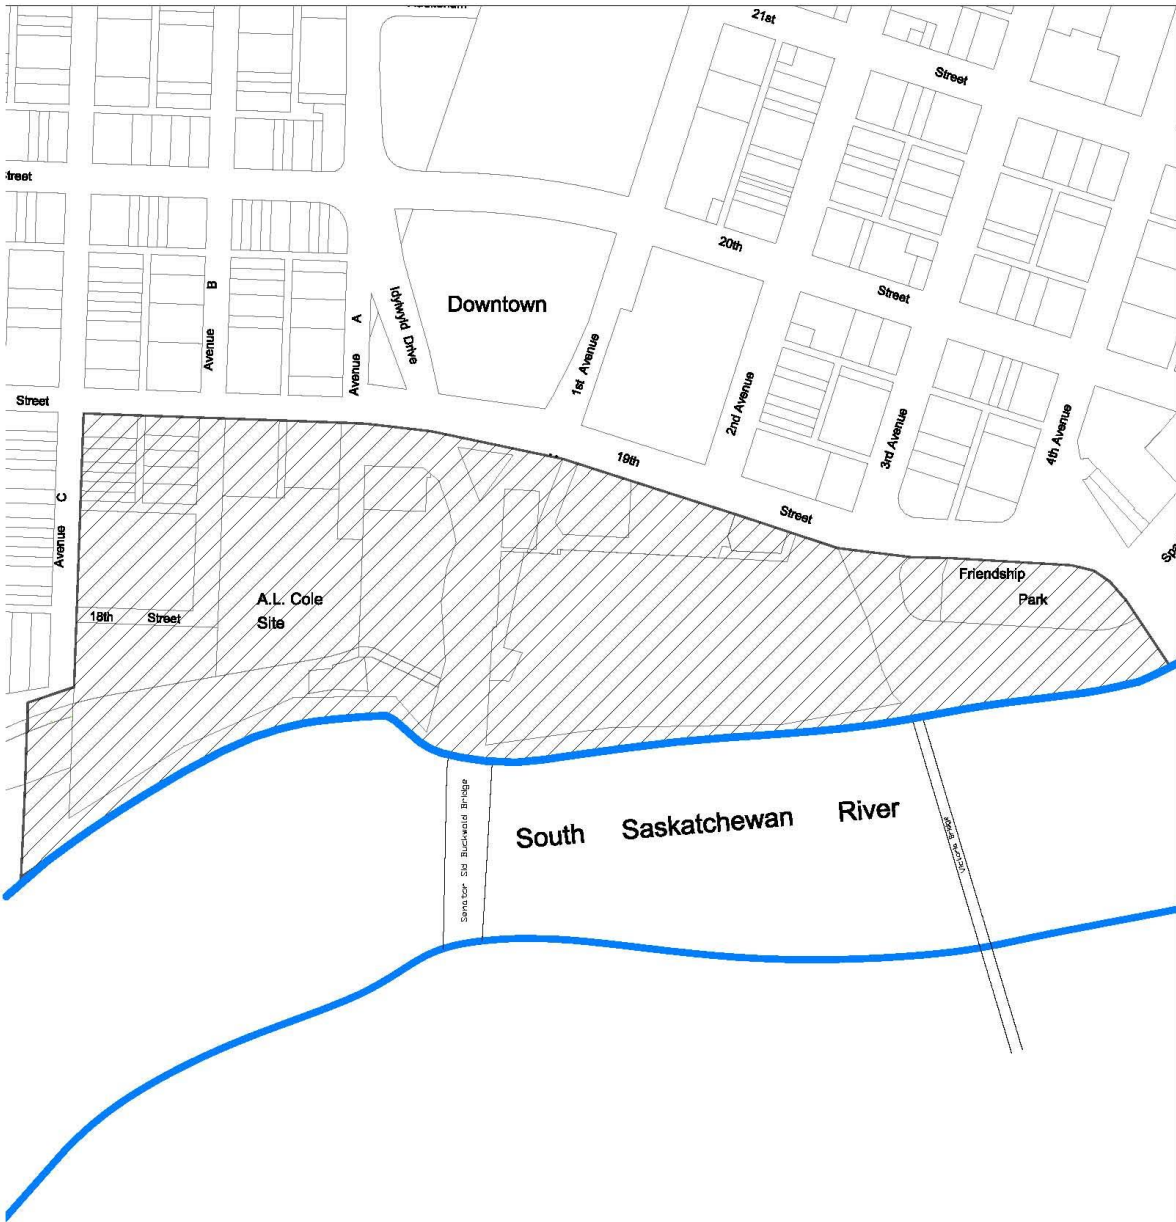 21st
Street
Street
20th
Street
Downtown
Idylwyld Drive
Avenue B
Avenue A
1st Avenue
2nd Avenue
3rd Avenue
4th Avenue
Street
19th
Street
Avenue C
Friendship
Park
A.L. Cole
Site
18th Street
South Saskatchewan River
Senator Sid Buckwold Bridge
Victoria Bridge